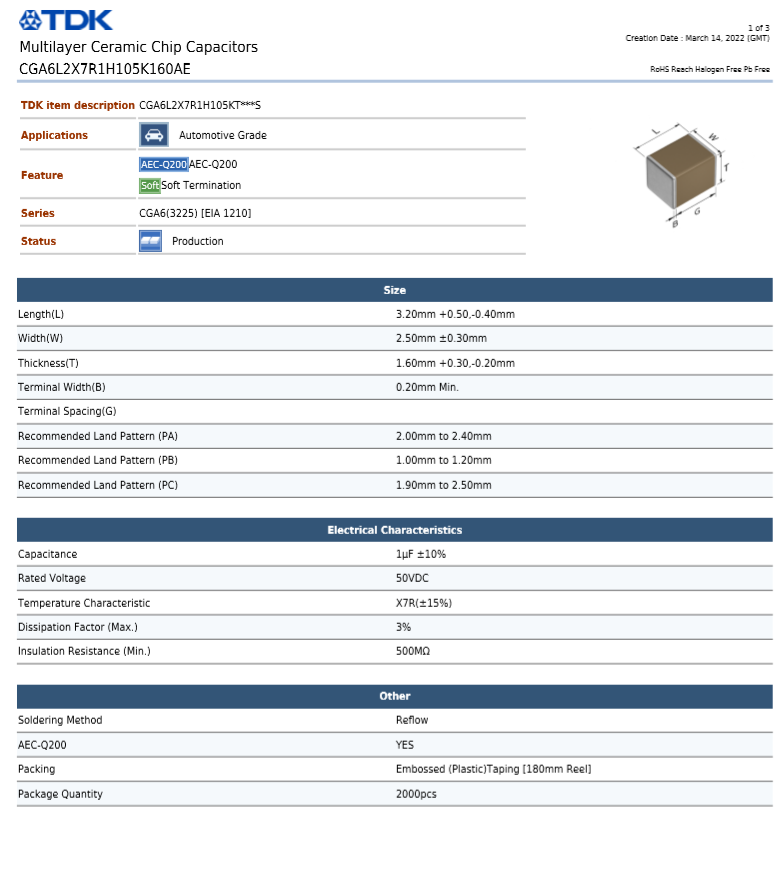 TDK
1 of 3
Creation Date : March 14, 2022 (GMT)
Multilayer Ceramic Chip Capacitors
CGA6L2X7R1H105K160AE
RoHS Reach Halogen Free Pb Free
TDK item description CGA6L2X7R1H105KT***S
Applications Automotive Grade
Feature
AEC-Q200 AEC-Q200
Soft Soft Termination
Series CGA6(3225) [EIA 1210]
Status Production
L
W
T
G
B
Size
Length(L) 3.20mm +0.50,-0.40mm
Width(W) 2.50mm ±0.30mm
Thickness(T) 1.60mm +0.30,-0.20mm
Terminal Width(B) 0.20mm Min.
Terminal Spacing(G)
Recommended Land Pattern (PA) 2.00mm to 2.40mm
Recommended Land Pattern (PB) 1.00mm to 1.20mm
Recommended Land Pattern (PC) 1.90mm to 2.50mm
Electrical Characteristics
Capacitance 1μF ±10%
Rated Voltage 50VDC
Temperature Characteristic X7R(±15%)
Dissipation Factor (Max.) 3%
Insulation Resistance (Min.) 500MΩ
Other
Soldering Method Reflow
AEC-Q200 YES
Packing Embossed (Plastic)Taping [180mm Reel]
Package Quantity 2000pcs